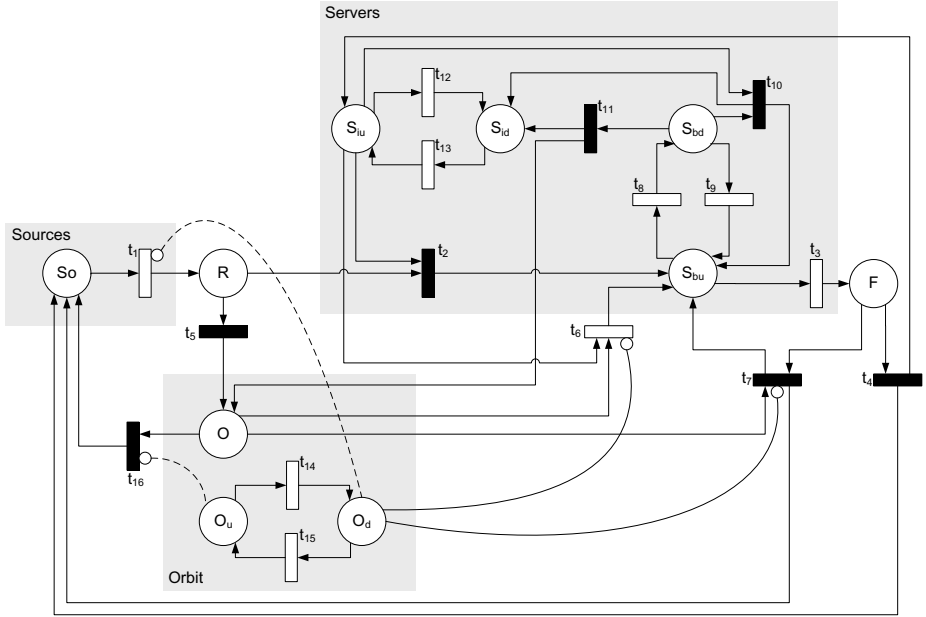 Servers
t12
t10
t11
Siu
Sid
Sbd
t13
t8
t9
Sources
t1
t2
t3
So
R
Sbu
F
t5
t6
t7
t4
O
t16
t14
Ou
Od
t15
Orbit